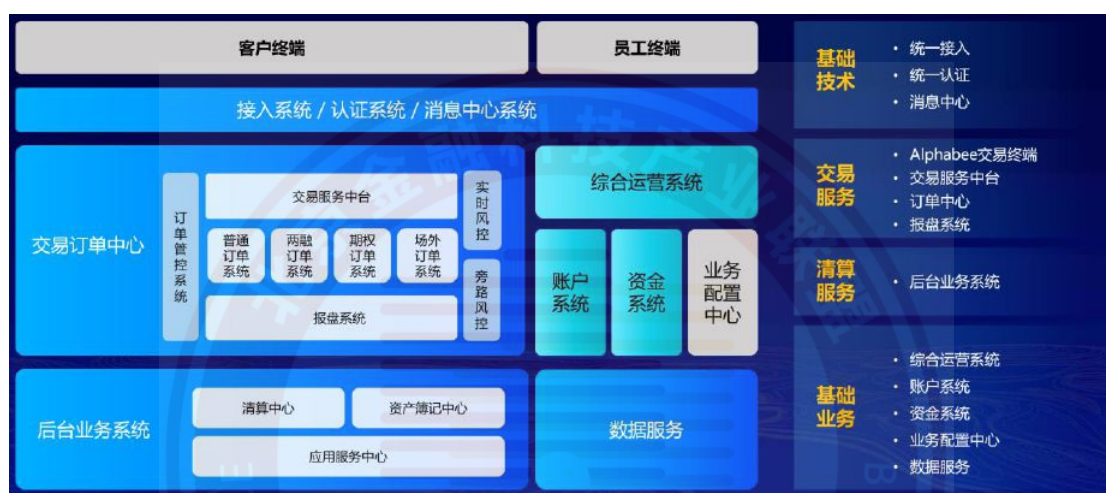 客户终端
员工终端
接入系统 / 认证系统 / 消息中心系统
交易订单中心
订单管控系统
交易服务中台
普通
订单
系统
两融
订单
系统
期权
订单
系统
场外
订单
系统
报盘系统
实时风控
旁路风控
综合运营系统
账户
系统
资金
系统
业务
配置
中心
后台业务系统
清算中心
资产簿记中心
应用服务中心
数据服务
基础
技术
• 统一接入
• 统一认证
• 消息中心
交易
服务
• Alphabee交易终端
• 交易服务中台
• 订单中心
• 报盘系统
清算
服务
• 后台业务系统
基础
业务
• 综合运营系统
• 账户系统
• 资金系统
• 业务配置中心
• 数据服务